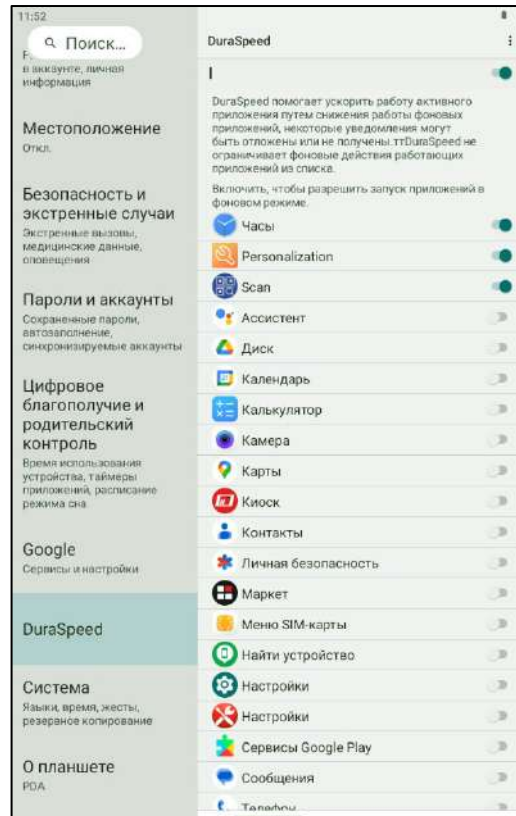 11:52
Поиск...
в аккаунте, личная
информация
Местоположение
Откл.
Безопасность и
экстренные случаи
Экстренные вызовы,
медицинские данные,
оповещения
Пароли и аккаунты
Сохраненные пароли,
автозаполнение,
синхронизируемые аккаунты
Цифровое
благополучие и
родительский
контроль
Время использования
устройства, таймеры
приложений, расписание
режима сна
Google
Сервисы и настройки
DuraSpeed
Система
Языки, время, жесты,
резервное копирование
О планшете
PDA
DuraSpeed
I
DuraSpeed помогает ускорить работу активного
приложения путем снижения работы фоновых
приложений, некоторые уведомления могут
быть отложены или не получены.ттDuraSpeed не
ограничивает фоновые действия работающих
приложений из списка.
Включить, чтобы разрешить запуск приложений в
фоновом режиме.
Часы
Personalization
Scan
Ассистент
Диск
Календарь
Калькулятор
Камера
Карты
Киоск
Контакты
Личная безопасность
Маркет
Меню SIM-карты
Найти устройство
Настройки
Настройки
Сервисы Google Play
Сообщения
Телефон